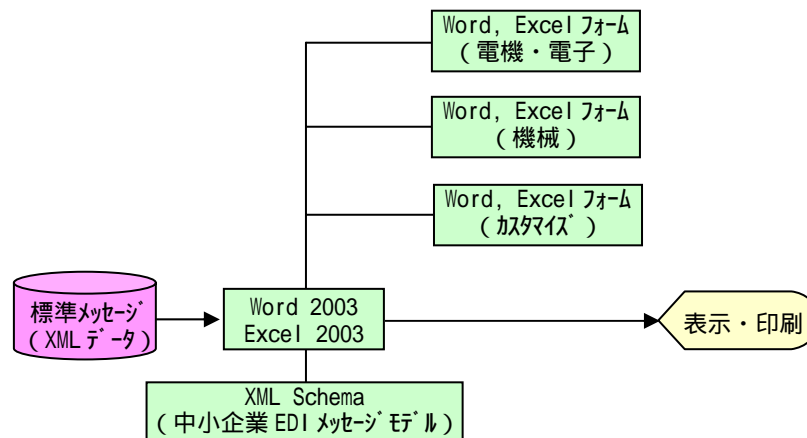 Word, Excel ﾌｫｰﾑ
（電機・電子）
Word, Excel ﾌｫｰﾑ
（機械）
Word, Excel ﾌｫｰﾑ
（ｶｽﾀﾏｲｽﾞ）
標準ﾒｯｾｰｼﾞ
（XML ﾃﾞｰﾀ）
Word 2003
Excel 2003
表示・印刷
XML Schema
（中小企業 EDI ﾒｯｾｰｼﾞﾓﾃﾞﾙ）